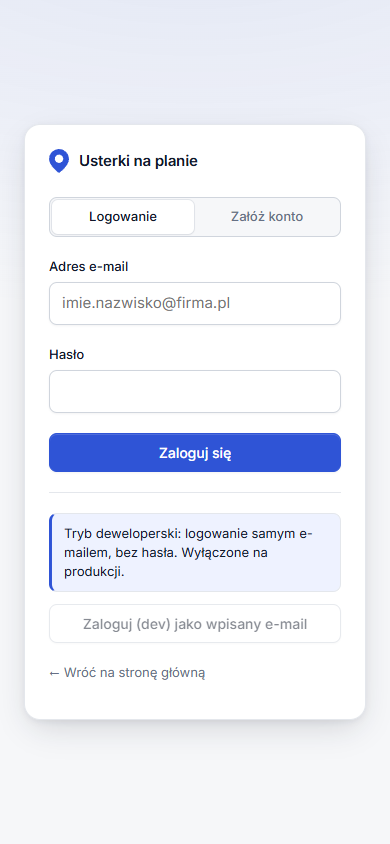 Usterki na planie
Logowanie
Załóż konto
Adres e-mail
imie.nazwisko@firma.pl
Hasło
Zaloguj się
Tryb deweloperski: logowanie samym e-
mailem, bez hasła. Wyłączone na
produkcji.
Zaloguj (dev) jako wpisany e-mail
← Wróć na stronę główną